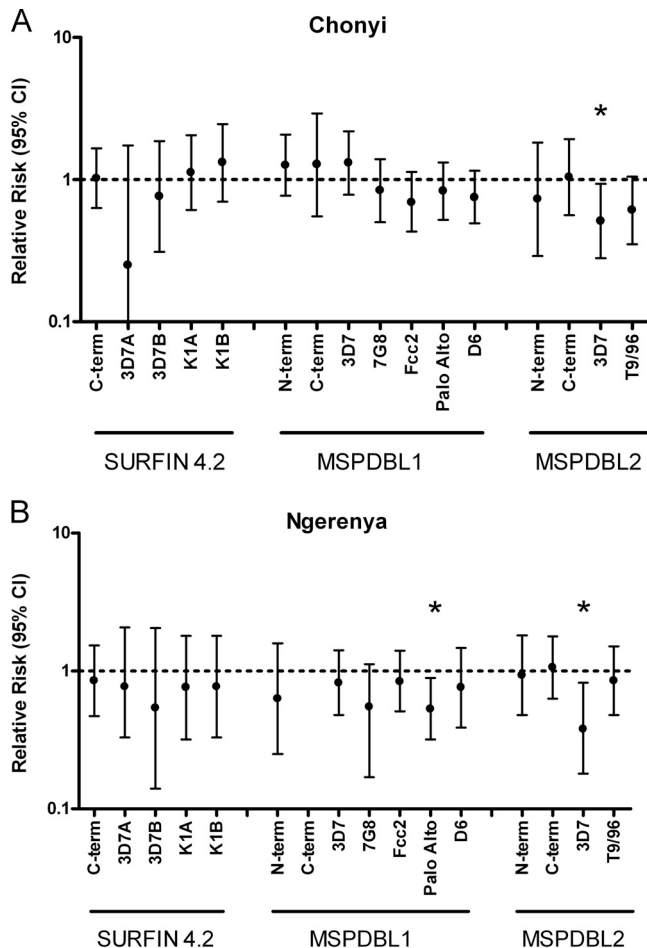 A
Chonyi
Relative Risk (95% CI)
10
1
0.1
*
C-term
3D7A
3D7B
K1A
K1B
N-term
C-term
3D7
7G8
Fcc2
Palo Alto
D6
N-term
C-term
3D7
T9/96
SURFIN 4.2
MSPDBL1
MSPDBL2
B
Ngerenya
Relative Risk (95% CI)
10
1
0.1
*
*
C-term
3D7A
3D7B
K1A
K1B
N-term
C-term
3D7
7G8
Fcc2
Palo Alto
D6
N-term
C-term
3D7
T9/96
SURFIN 4.2
MSPDBL1
MSPDBL2